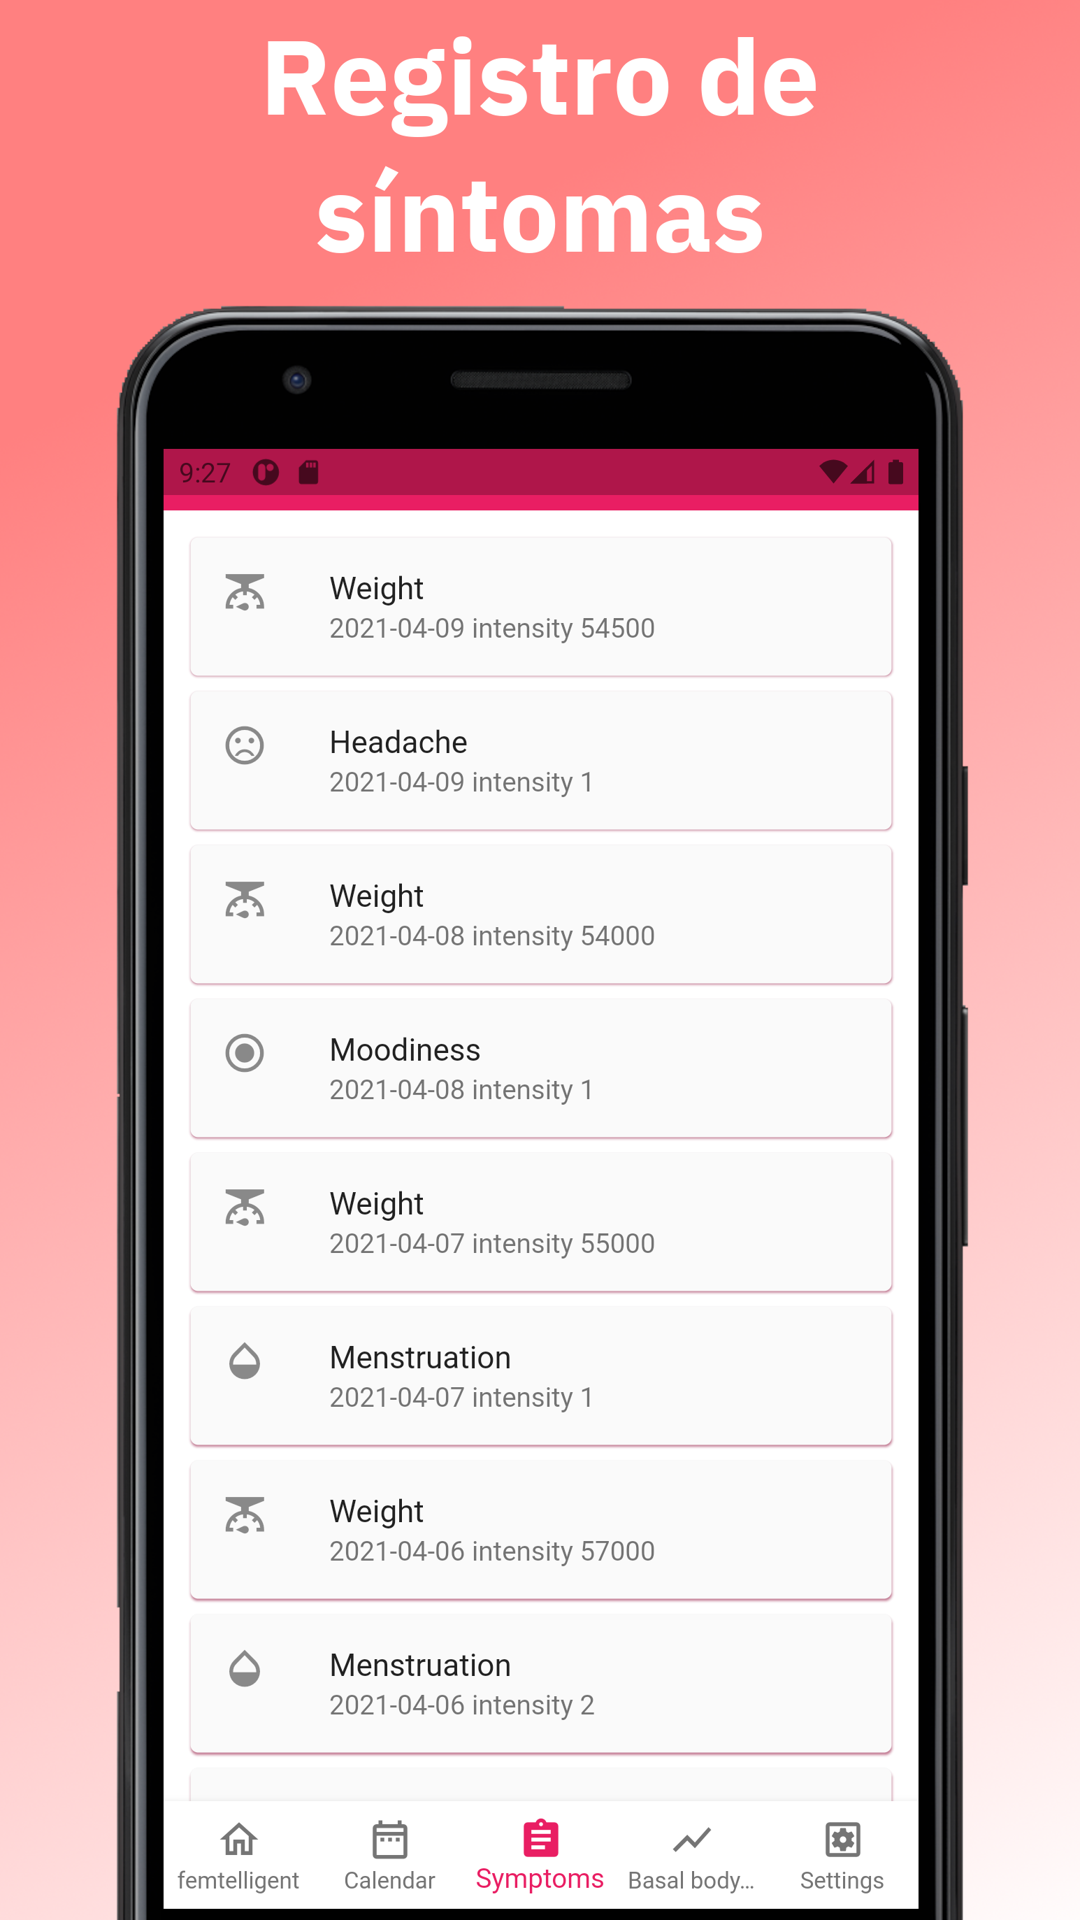 Registro de
síntomas
9:27
Weight
2021-04-09 intensity 54500
Headache
2021-04-09 intensity 1
Weight
2021-04-08 intensity 54000
Moodiness
2021-04-08 intensity 1
Weight
2021-04-07 intensity 55000
Menstruation
2021-04-07 intensity 1
Weight
2021-04-06 intensity 57000
Menstruation
2021-04-06 intensity 2
femtelligent
Calendar
Symptoms
Basal body...
Settings